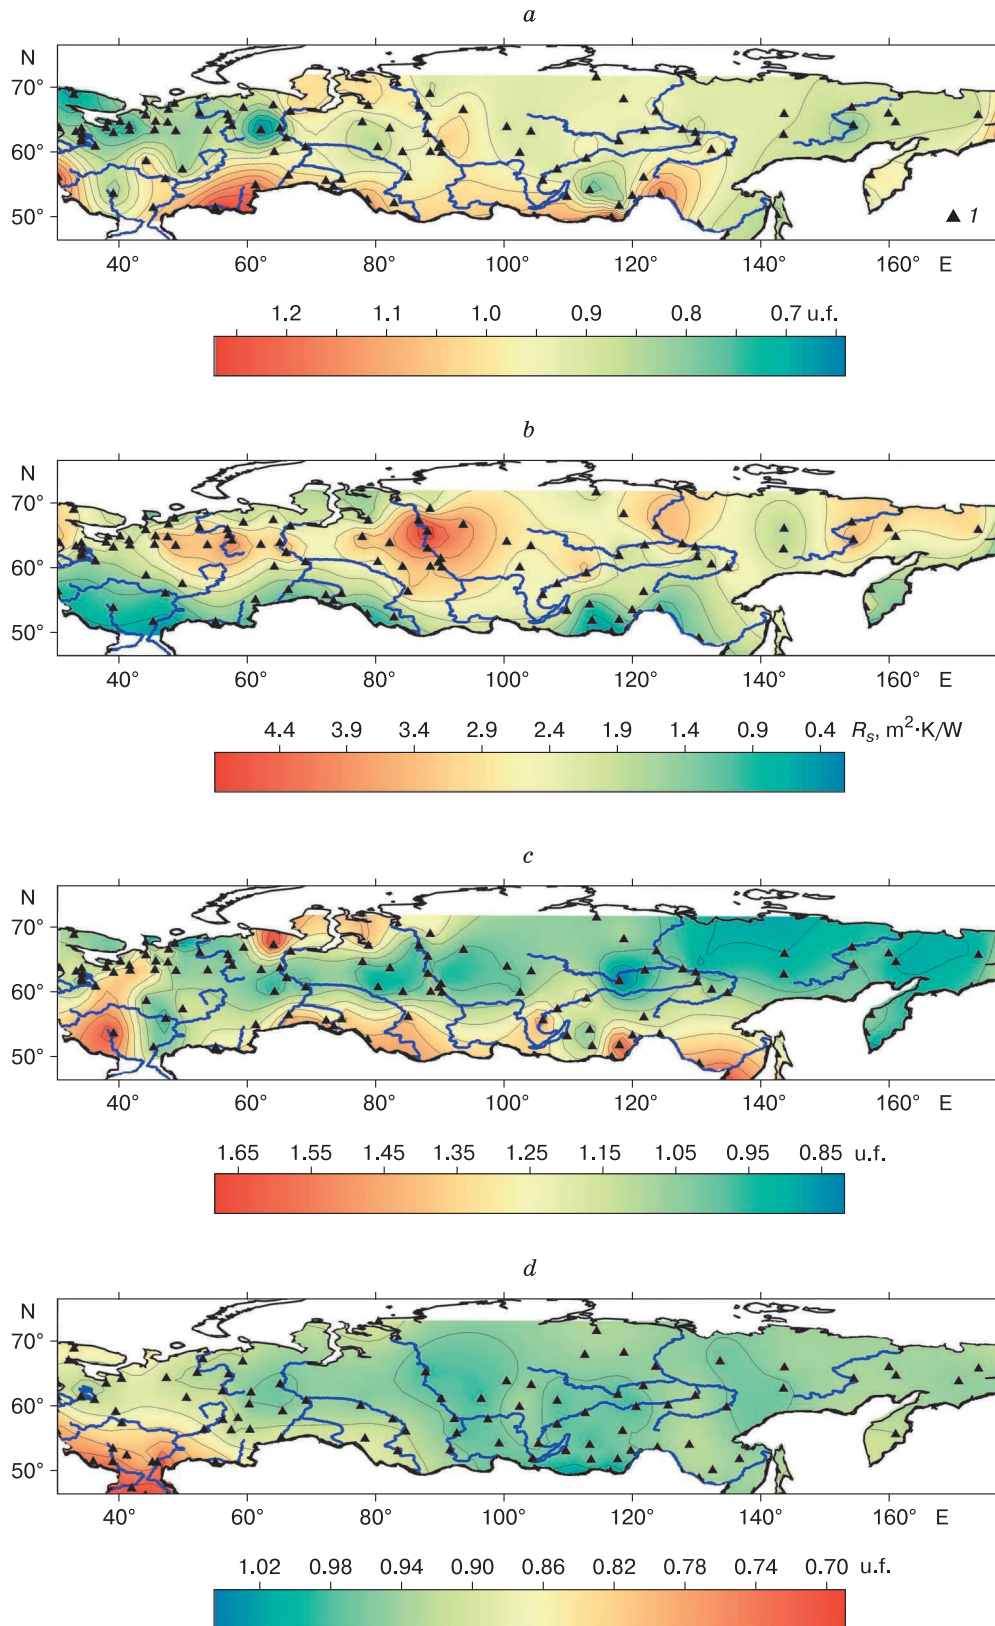 a
N
70°
60°
50°
1
40° 60° 80° 100° 120° 140° 160° E
1.2 1.1 1.0 0.9 0.8 0.7 u.f.
b
N
70°
60°
50°
40° 60° 80° 100° 120° 140° 160° E
4.4 3.9 3.4 2.9 2.4 1.9 1.4 0.9 0.4 Rs, m²·K/W
c
N
70°
60°
50°
40° 60° 80° 100° 120° 140° 160° E
1.65 1.55 1.45 1.35 1.25 1.15 1.05 0.95 0.85 u.f.
d
N
70°
60°
50°
40° 60° 80° 100° 120° 140° 160° E
1.02 0.98 0.94 0.90 0.86 0.82 0.78 0.74 0.70 u.f.